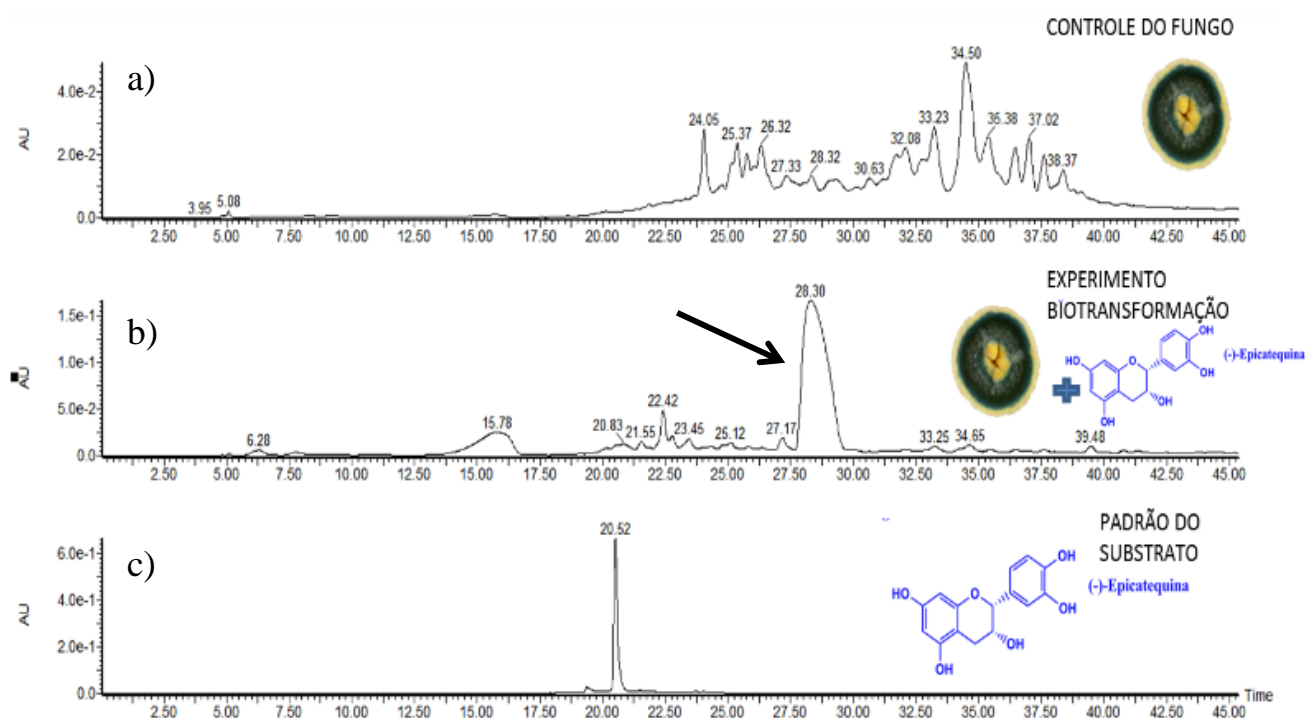 CONTROLE DO FUNGO
a)
AU
4.0e-2
2.0e-2
0.0
3.95 5.08 24.05 25.37 26.32 27.33 28.32 30.63 32.08 33.23 34.50 35.38 37.02 38.37
2.50 5.00 7.50 10.00 12.50 15.00 17.50 20.00 22.50 25.00 27.50 30.00 32.50 35.00 37.50 40.00 42.50 45.00
EXPERIMENTO
BIOTRANSFORMAÇÃO
b)
AU
1.5e-1
1.0e-1
5.0e-2
0.0
6.28 15.78 20.83 21.55 22.42 23.45 25.12 27.17 28.30 33.25 34.65 39.48
HO O OH OH OH OH
(-)-Epicatequina
2.50 5.00 7.50 10.00 12.50 15.00 17.50 20.00 22.50 25.00 27.50 30.00 32.50 35.00 37.50 40.00 42.50 45.00
PADRÃO DO
SUBSTRATO
c)
AU
6.0e-1
4.0e-1
2.0e-1
0.0
20.52
HO O OH OH OH OH
(-)-Epicatequina
Time
2.50 5.00 7.50 10.00 12.50 15.00 17.50 20.00 22.50 25.00 27.50 30.00 32.50 35.00 37.50 40.00 42.50 45.00